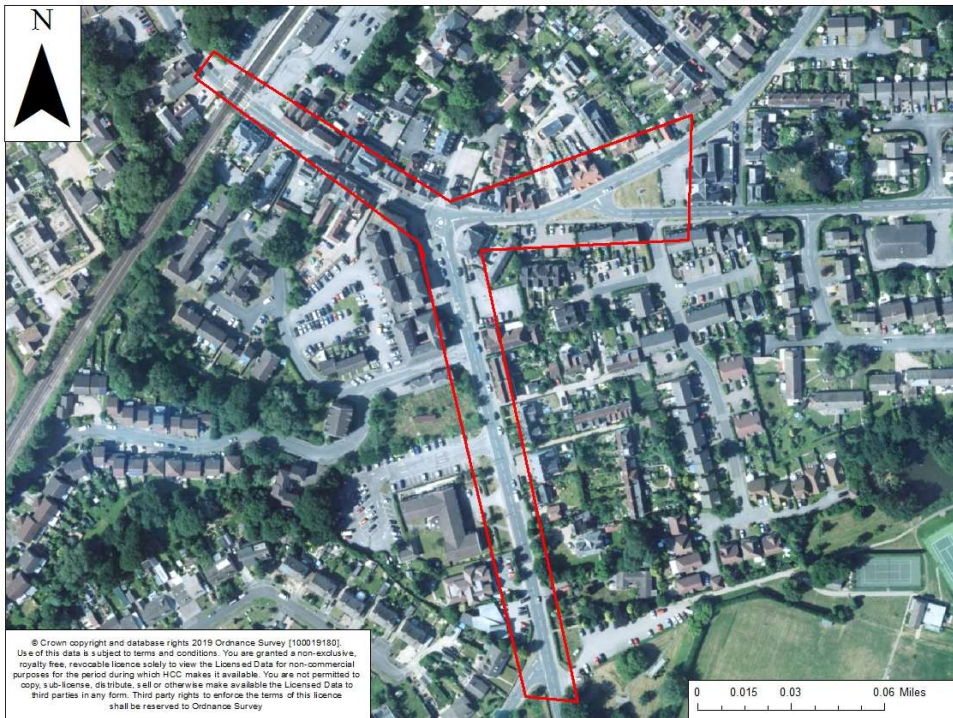 N
© Crown copyright and database rights 2019 Ordnance Survey [100019180].
Use of this data is subject to terms and conditions. You are granted a non-exclusive,
royalty free, revocable licence solely to view the Licensed Data for non-commercial
purposes for the period during which HCC makes it available. You are not permitted to
copy, sub-license, distribute, sell or otherwise make available the Licensed Data to
third parties in any form. Third party rights to enforce the terms of this licence
shall be reserved to Ordnance Survey
0 0.015 0.03 0.06 Miles